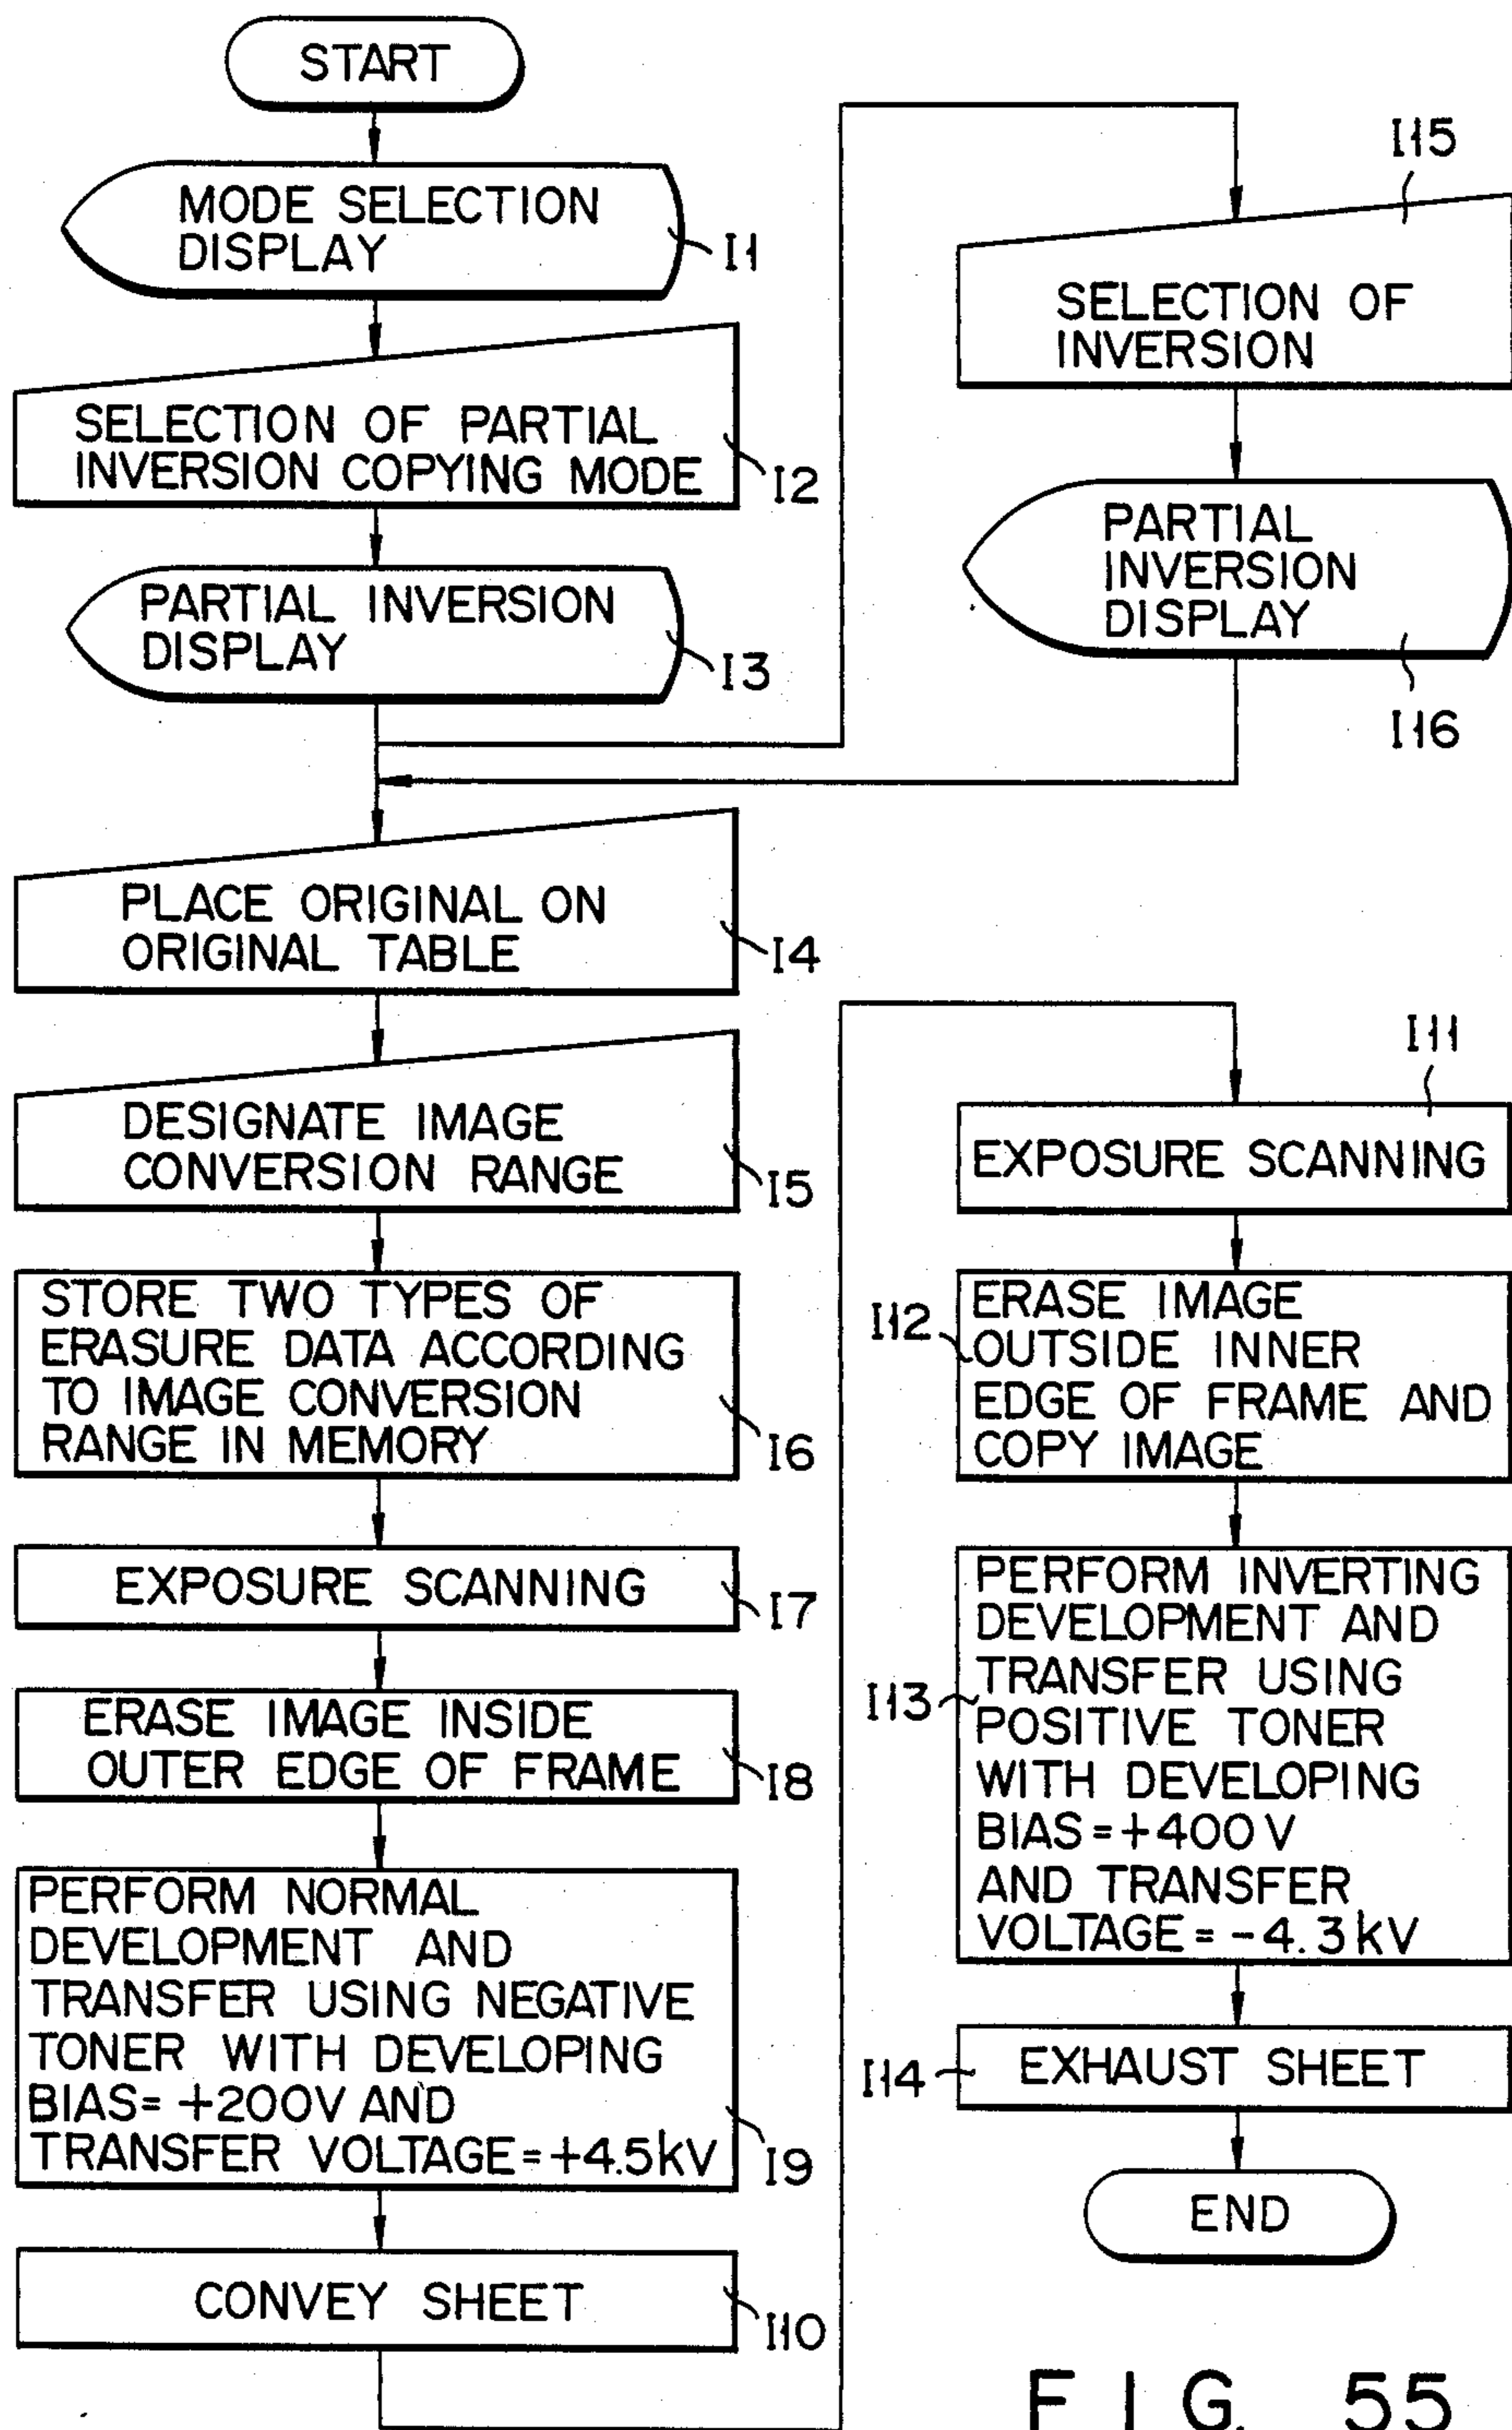 START
MODE SELECTION
DISPLAY
I1
SELECTION OF PARTIAL
INVERSION COPYING MODE
I2
PARTIAL INVERSION
DISPLAY
I3
I15
SELECTION OF
INVERSION
PARTIAL
INVERSION
DISPLAY
I16
PLACE ORIGINAL ON
ORIGINAL TABLE
I4
DESIGNATE IMAGE
CONVERSION RANGE
I5
STORE TWO TYPES OF
ERASURE DATA ACCORDING
TO IMAGE CONVERSION
RANGE IN MEMORY
I6
EXPOSURE SCANNING
I7
ERASE IMAGE INSIDE
OUTER EDGE OF FRAME
I8
PERFORM NORMAL
DEVELOPMENT AND
TRANSFER USING NEGATIVE
TONER WITH DEVELOPING
BIAS= +200V AND
TRANSFER VOLTAGE=+4.5kV
I9
CONVEY SHEET
I10
I11
EXPOSURE SCANNING
I12
ERASE IMAGE
OUTSIDE INNER
EDGE OF FRAME AND
COPY IMAGE
I13
PERFORM INVERTING
DEVELOPMENT AND
TRANSFER USING
POSITIVE TONER
WITH DEVELOPING
BIAS=+400V
AND TRANSFER
VOLTAGE=-4.3kV
I14
EXHAUST SHEET
END
FIG. 55